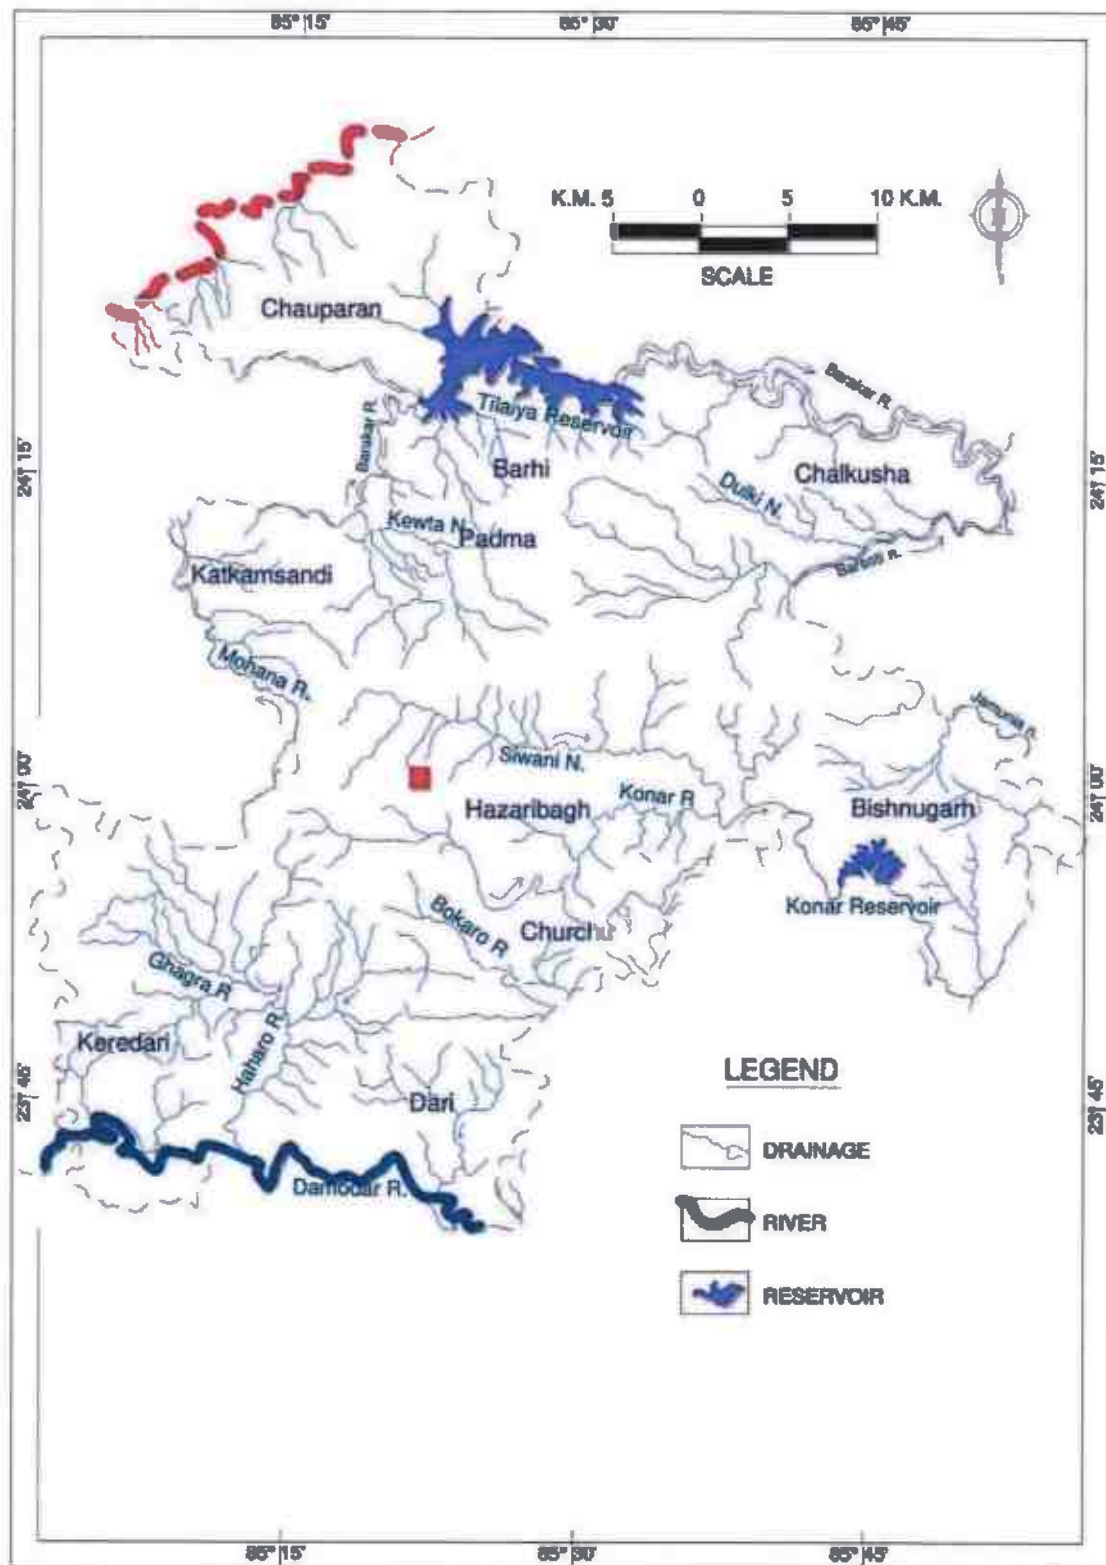 85° 15'
85° 30'
85° 45'
K.M. 5 0 5 10 K.M.
SCALE
Chauparan
Barakar R.
Tilaiya Reservoir
Barakar R.
24° 15'
24° 15'
Barhi
Chalkusha
Dulki N.
Kewta N.
Padma
Katkamsandi
Mohana R.
Jamunia R.
Siwani N.
24° 00'
24° 00'
Konar R
Hazaribagh
Bishnugarh
Konar Reservoir
Bokaro R
Churchu
Ghagra R
Haharo R.
Keredari
Dari
23° 45'
23° 45'
LEGEND
DRAINAGE
Damodar R.
RIVER
RESERVOIR
85° 15'
85° 30'
85° 45'